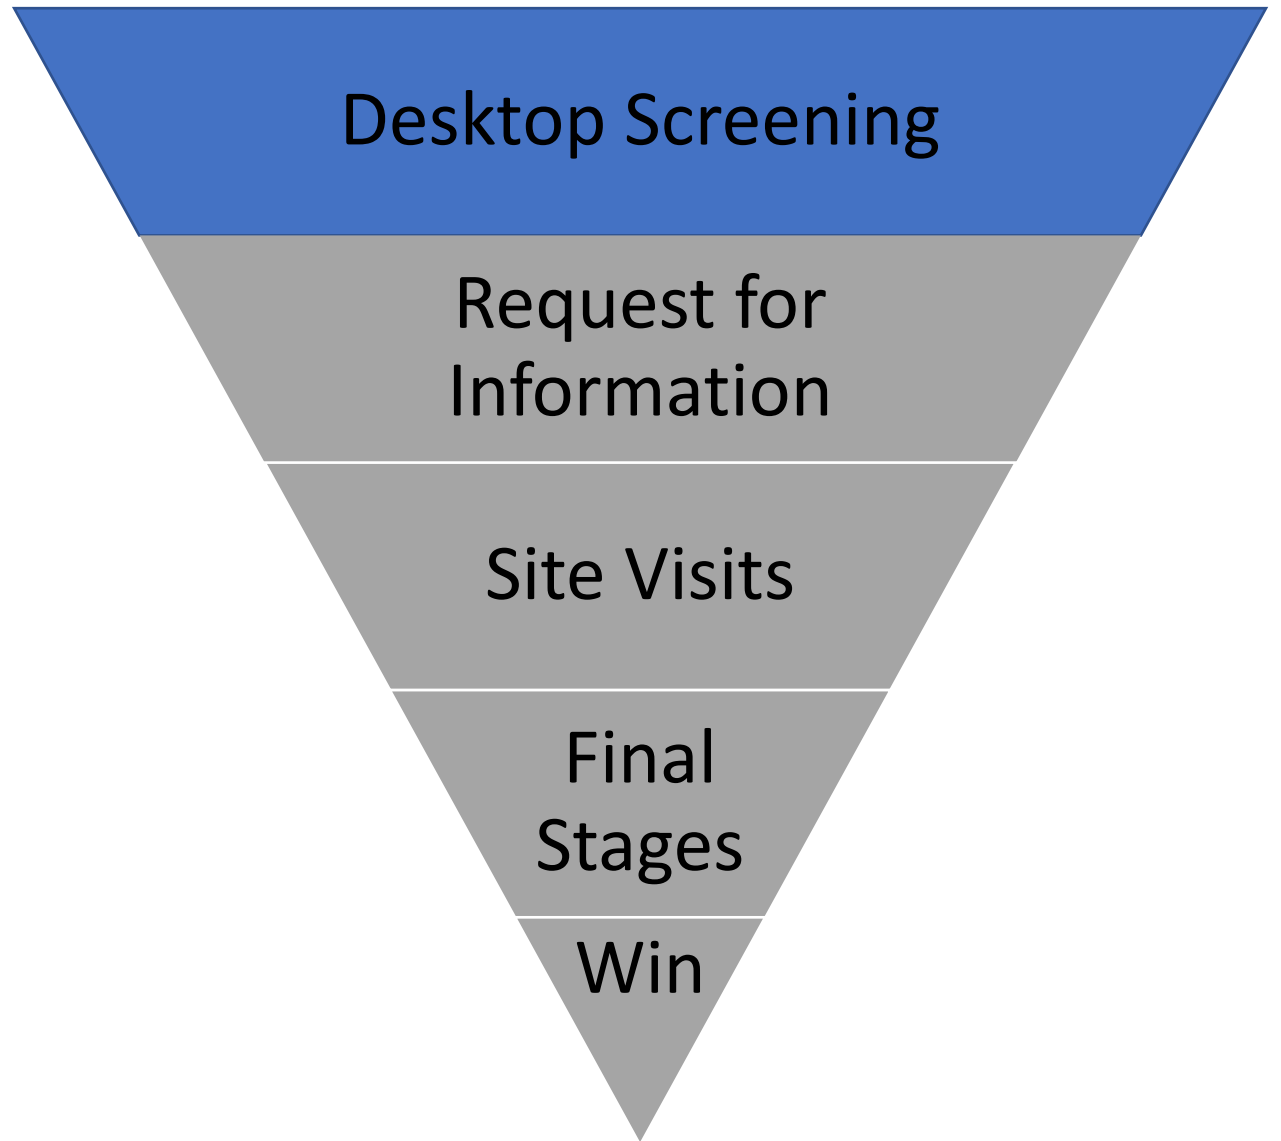 Desktop Screening
Request for
Information
Site Visits
Final
Stages
Win